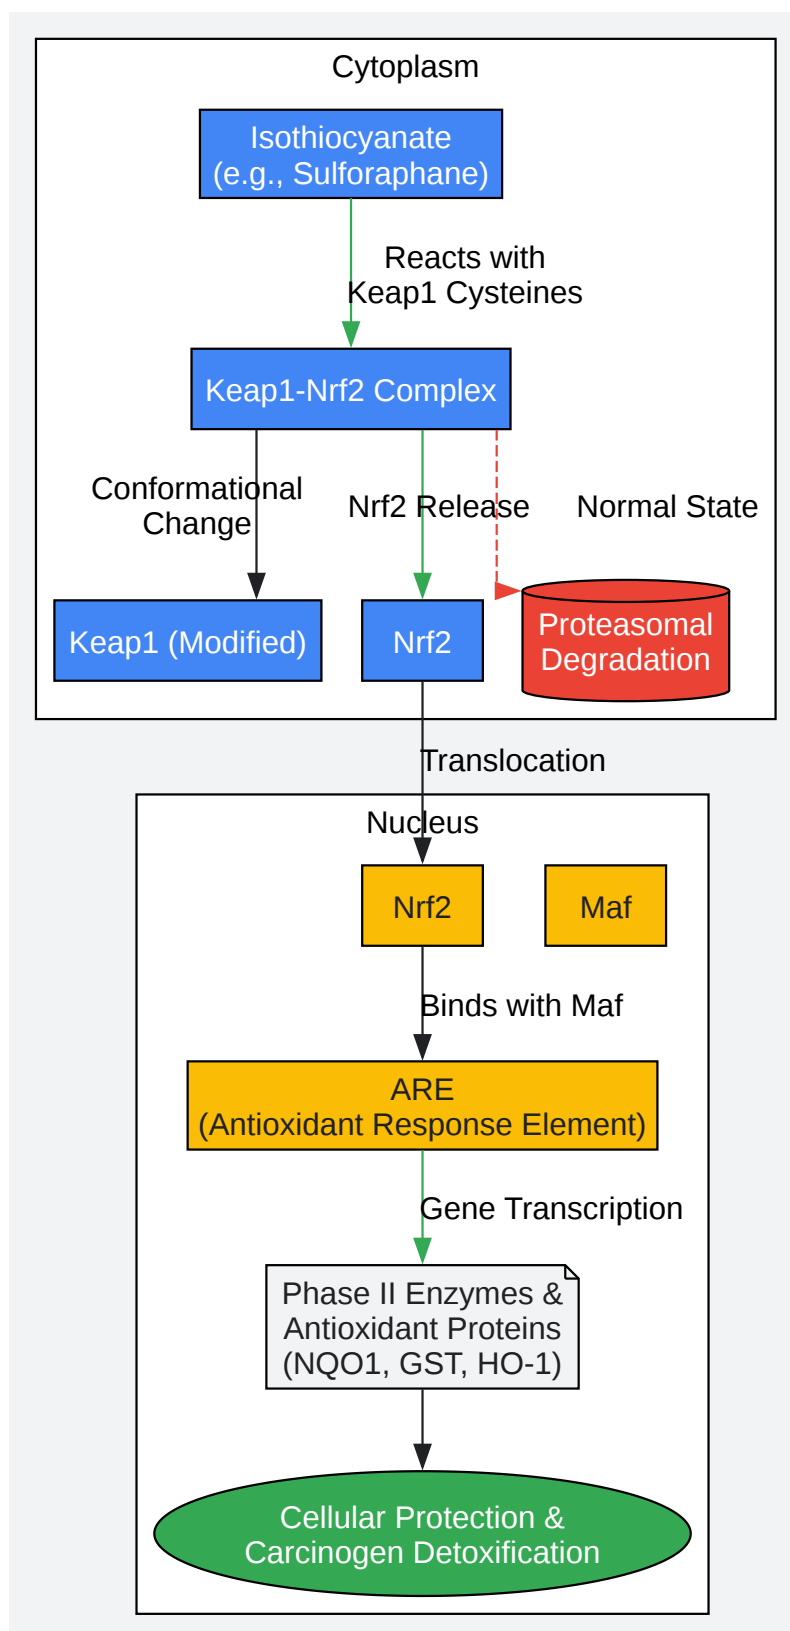 Cytoplasm
Isothiocyanate
(e.g., Sulforaphane)
Reacts with
Keap1 Cysteines
Keap1-Nrf2 Complex
Conformational
Change
Nrf2 Release
Normal State
Keap1 (Modified)
Nrf2
Proteasomal
Degradation
Translocation
Nucleus
Nrf2
Maf
Binds with Maf
ARE
(Antioxidant Response Element)
Gene Transcription
Phase II Enzymes &
Antioxidant Proteins
(NQO1, GST, HO-1)
Cellular Protection &
Carcinogen Detoxification